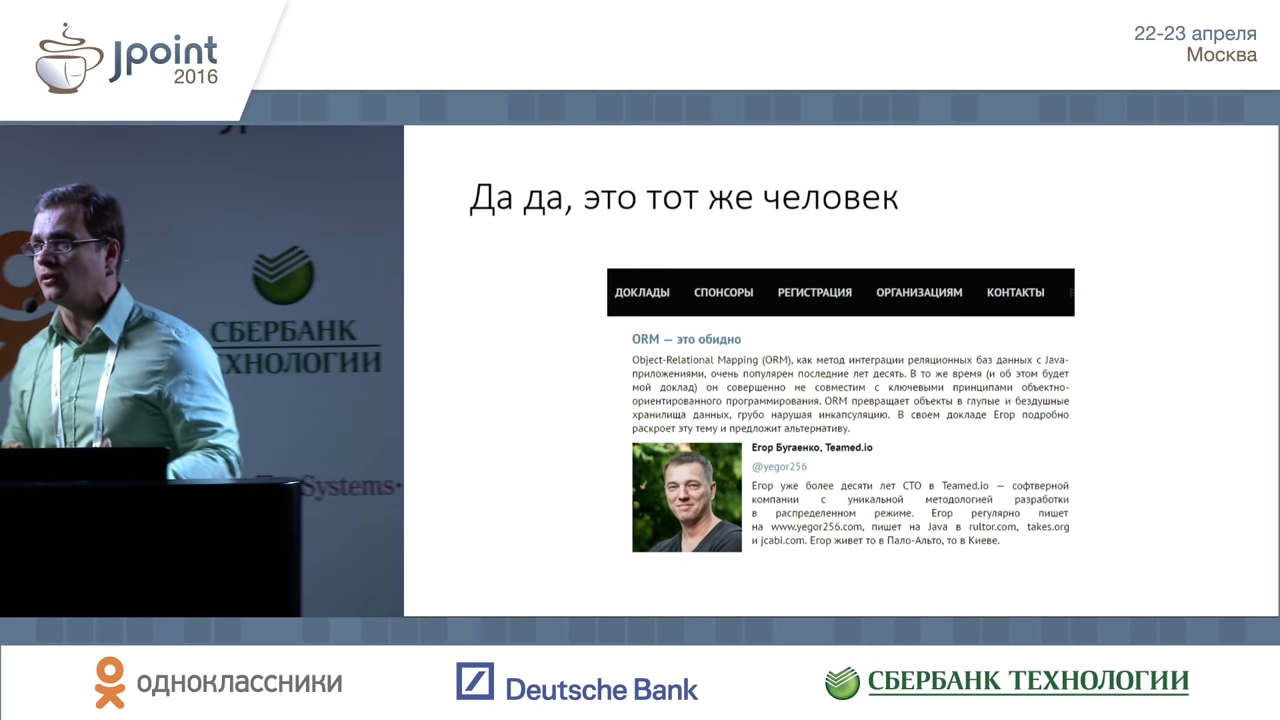 Jpoint
2016
22-23 апреля
Москва
СБЕРБАНК
ТЕХНОЛОГИИ
Systems
Да да, это тот же человек
ДОКЛАДЫ СПОНСОРЫ РЕГИСТРАЦИЯ ОРГАНИЗАЦИЯМ КОНТАКТЫ
ORM — это обидно
Object-Relational Mapping (ORM), как метод интеграции реляционных баз данных с Java-
приложениями, очень популярен последние лет десять. В то же время (и об этом будет
мой доклад) он совершенно не совместим с ключевыми принципами объектно-
ориентированного программирования. ORM превращает объекты в глупые и бездушные
хранилища данных, грубо нарушая инкапсуляцию. В своем докладе Егор подробно
раскроет эту тему и предложит альтернативу.
Егор Бугаенко, Teamed.io
@yegor256
Егор уже более десяти лет СТО в Teamed.io — софтверной
компании с уникальной методологией разработки
в распределенном режиме. Егор регулярно пишет
на www.yegor256.com, пишет на Java в rultor.com, takes.org
и jcabi.com. Егор живет то в Пало-Альто, то в Киеве.
одноклассники
Deutsche Bank
СБЕРБАНК ТЕХНОЛОГИИ